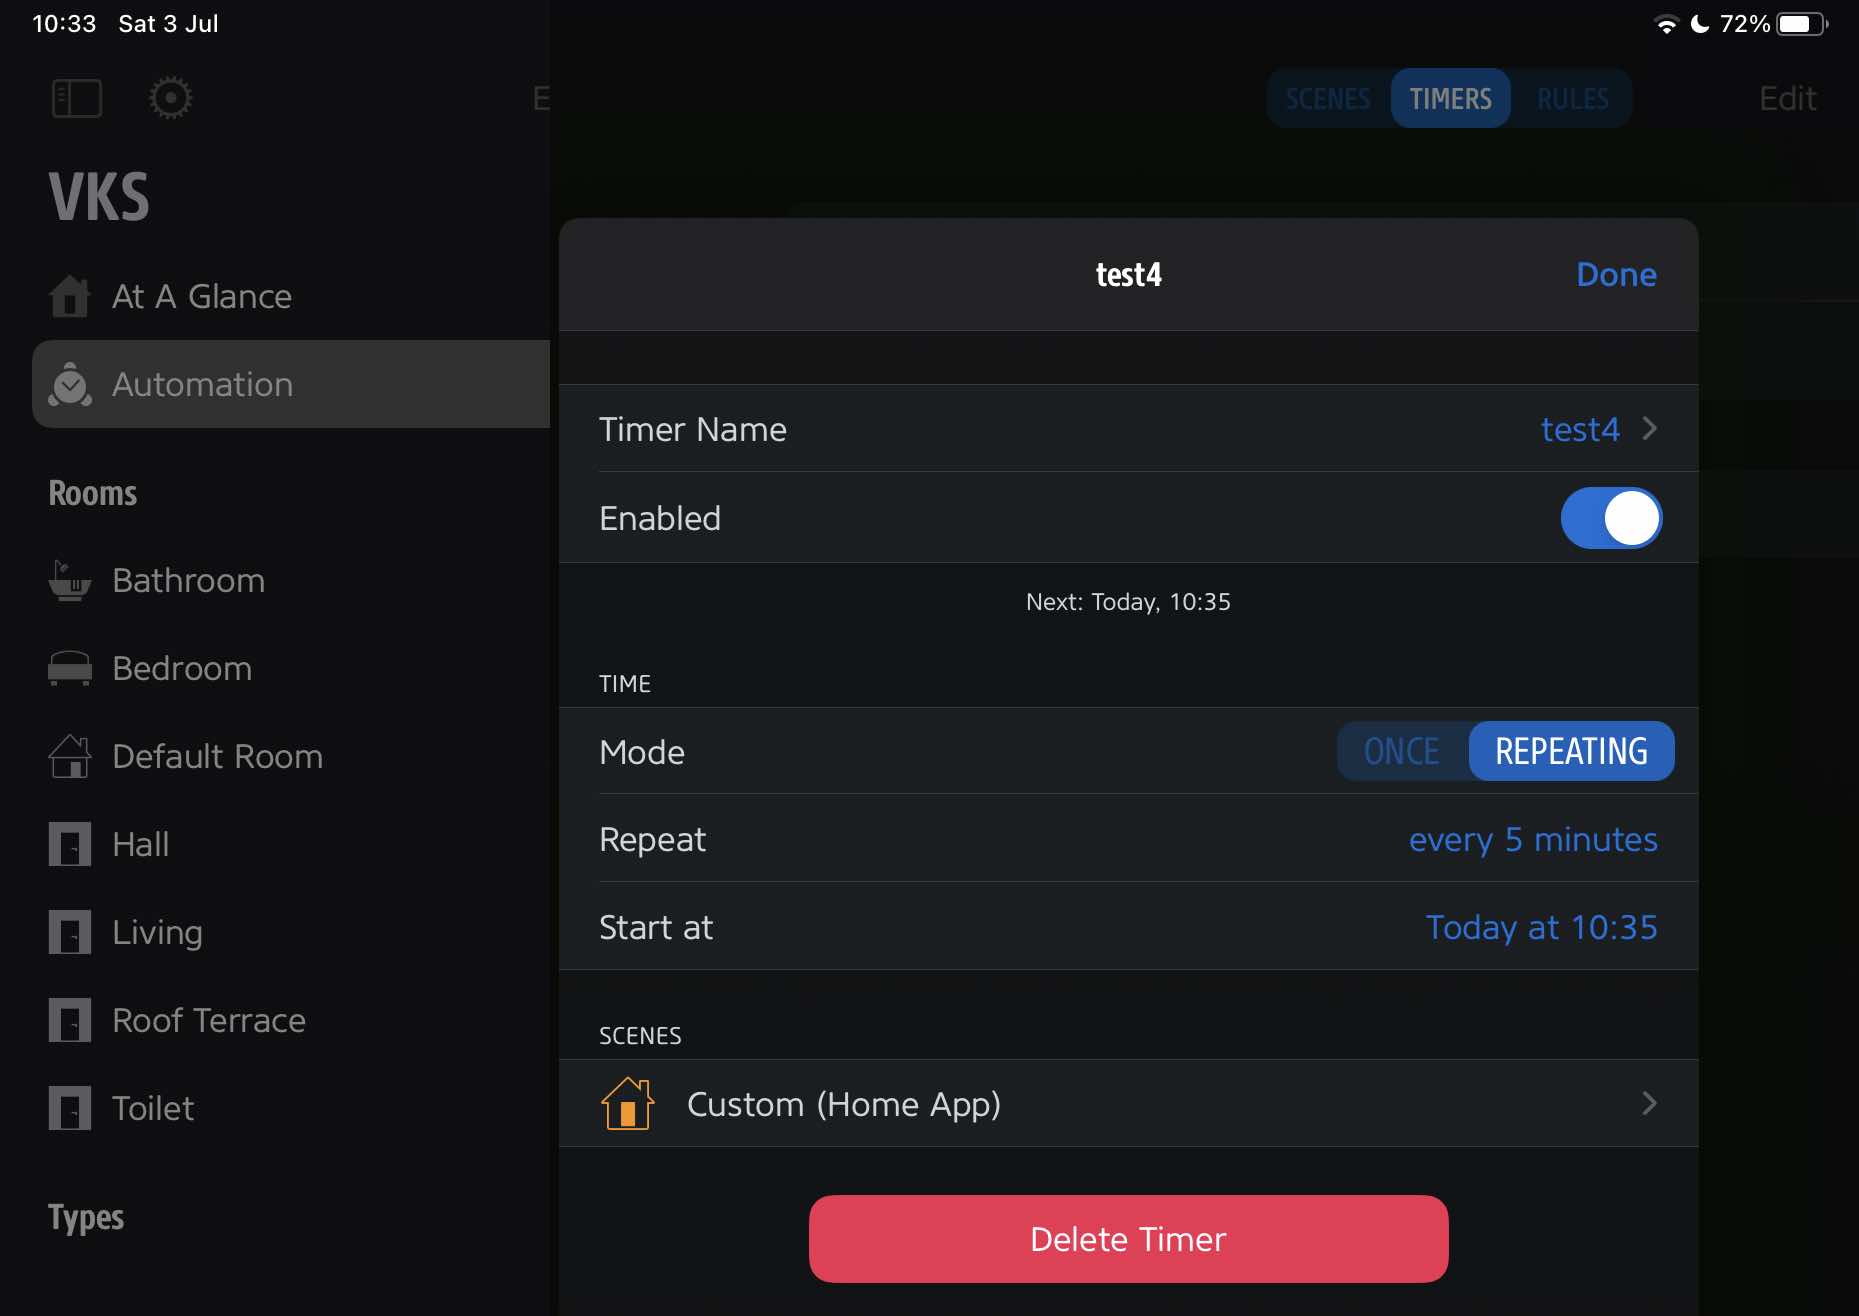 10:33 Sat 3 Jul
72%
E
SCENES TIMERS RULES
Edit
VKS
At A Glance
Automation
Rooms
Bathroom
Bedroom
Default Room
Hall
Living
Roof Terrace
Toilet
Types
test4
Done
Timer Name test4
Enabled
Next: Today, 10:35
TIME
Mode ONCE REPEATING
Repeat every 5 minutes
Start at Today at 10:35
SCENES
Custom (Home App)
Delete Timer